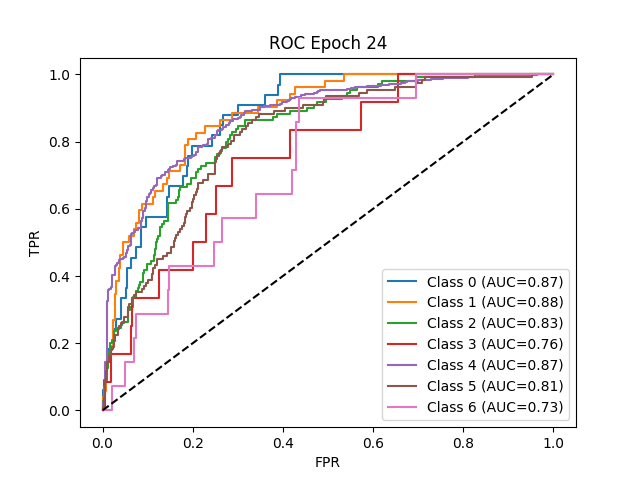 ROC Epoch 24
TPR
1.0
0.8
0.6
0.4
0.2
0.0
Class 0 (AUC=0.87)
Class 1 (AUC=0.88)
Class 2 (AUC=0.83)
Class 3 (AUC=0.76)
Class 4 (AUC=0.87)
Class 5 (AUC=0.81)
Class 6 (AUC=0.73)
0.0 0.2 0.4 0.6 0.8 1.0
FPR